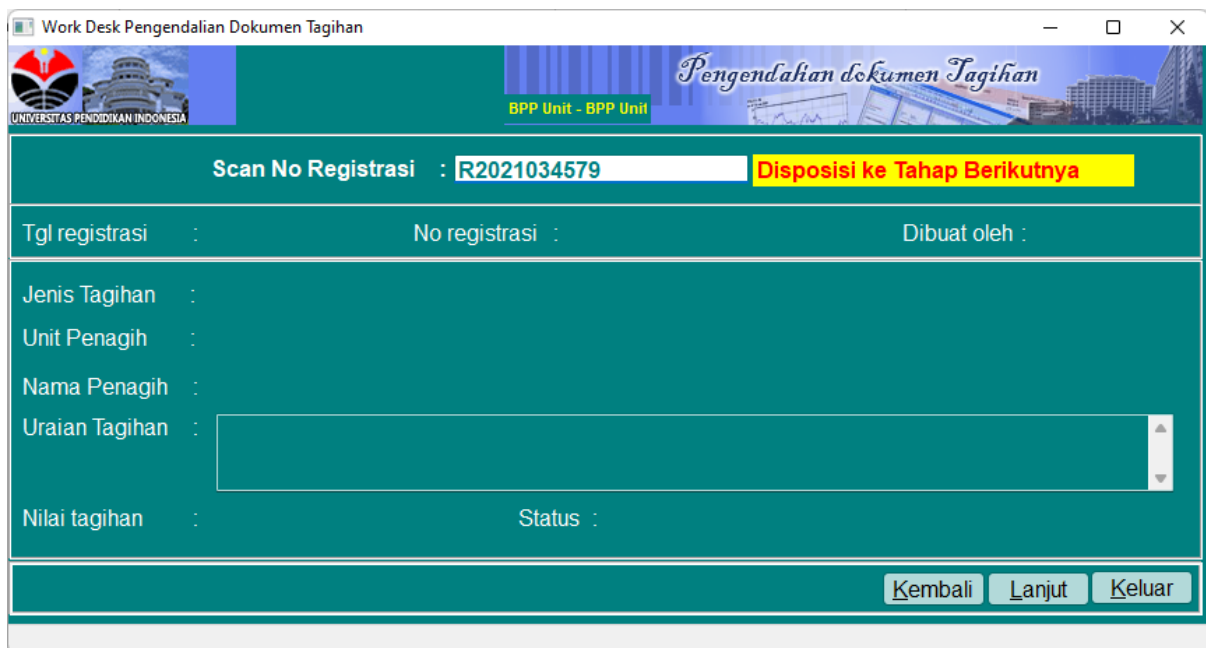 Work Desk Pengendalian Dokumen Tagihan
UNIVERSITAS PENDIDIKAN INDONESIA
Pengendalian dokumen Tagihan
BPP Unit - BPP Unit
Scan No Registrasi : R2021034579 Disposisi ke Tahap Berikutnya
Tgl registrasi : No registrasi : Dibuat oleh :
Jenis Tagihan :
Unit Penagih :
Nama Penagih :
Uraian Tagihan :
Nilai tagihan : Status :
Kembali Lanjut Keluar